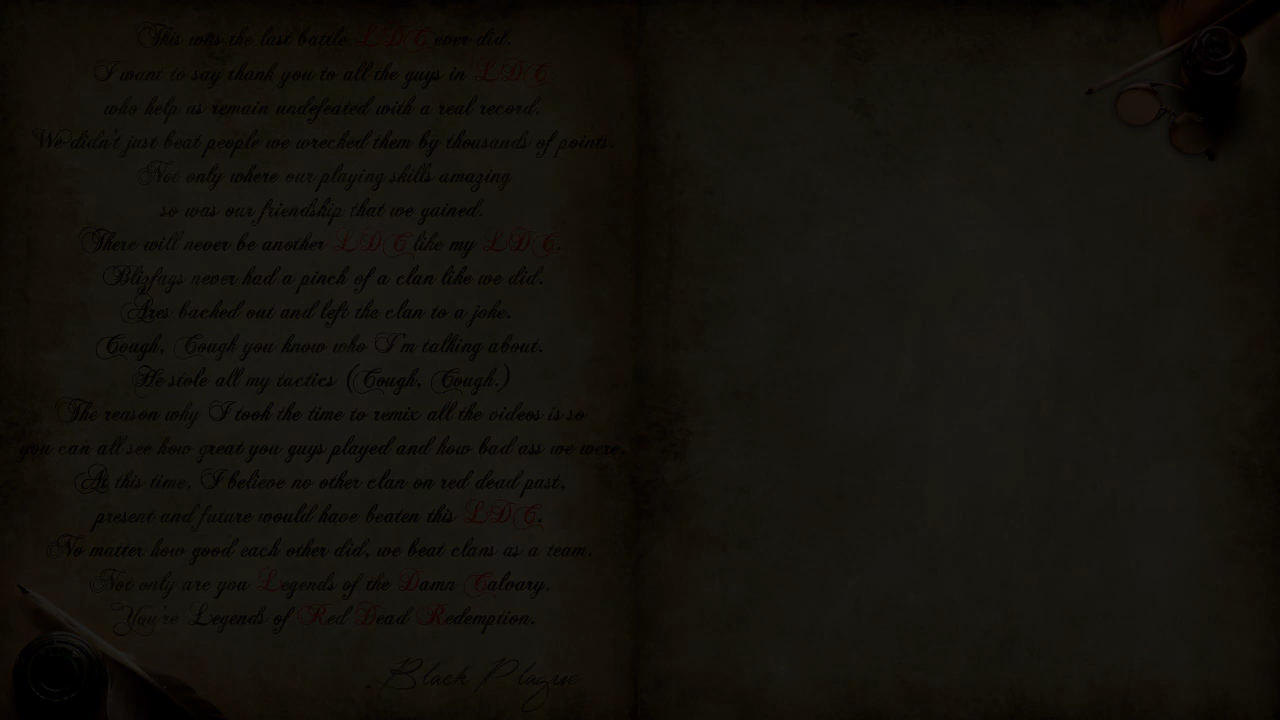 This was the last battle LDC ever did.
I want to say thank you to all the guys in LDC
who help us remain undefeated with a real record.
We didn't just beat people we wrecked them by thousands of points.
Not only where our playing skills amazing
so was our friendship that we gained.
There will never be another LDC like my LDC.
Blizfags never had a pinch of a clan like we did.
Ares backed out and left the clan to a joke.
Cough, Cough you know who I'm talking about.
He stole all my tactics (Cough, Cough.)
The reason why I took the time to remix all the videos is so
you can all see how great you guys played and how bad ass we were.
At this time, I believe no other clan on red dead past,
present and future would have beaten this LDC.
No matter how good each other did, we beat clans as a team.
Not only are you Legends of the Damn Calvary.
You're Legends of Red Dead Redemption.
Black Plague